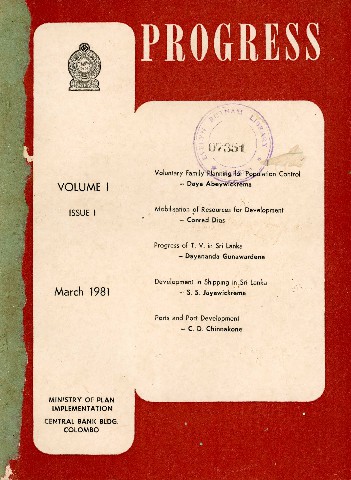 PROGRESS
07351
VOLUME I
ISSUE I
March 1981
MINISTRY OF PLAN
IMPLEMENTATION
CENTRAL BANK BLDG.
COLOMBO
Voluntary Family Planning for Population Control
– Daya Abeywickrema
Mobilisation of Resources for Development
– Conrad Dias
Progress of T. V. in Sri Lanka
– Dayananda Gunawardena
Development in Shipping in Sri Lanka
– S. S. Jayawickrema
Ports and Port Development
– C. D. Chinnakone